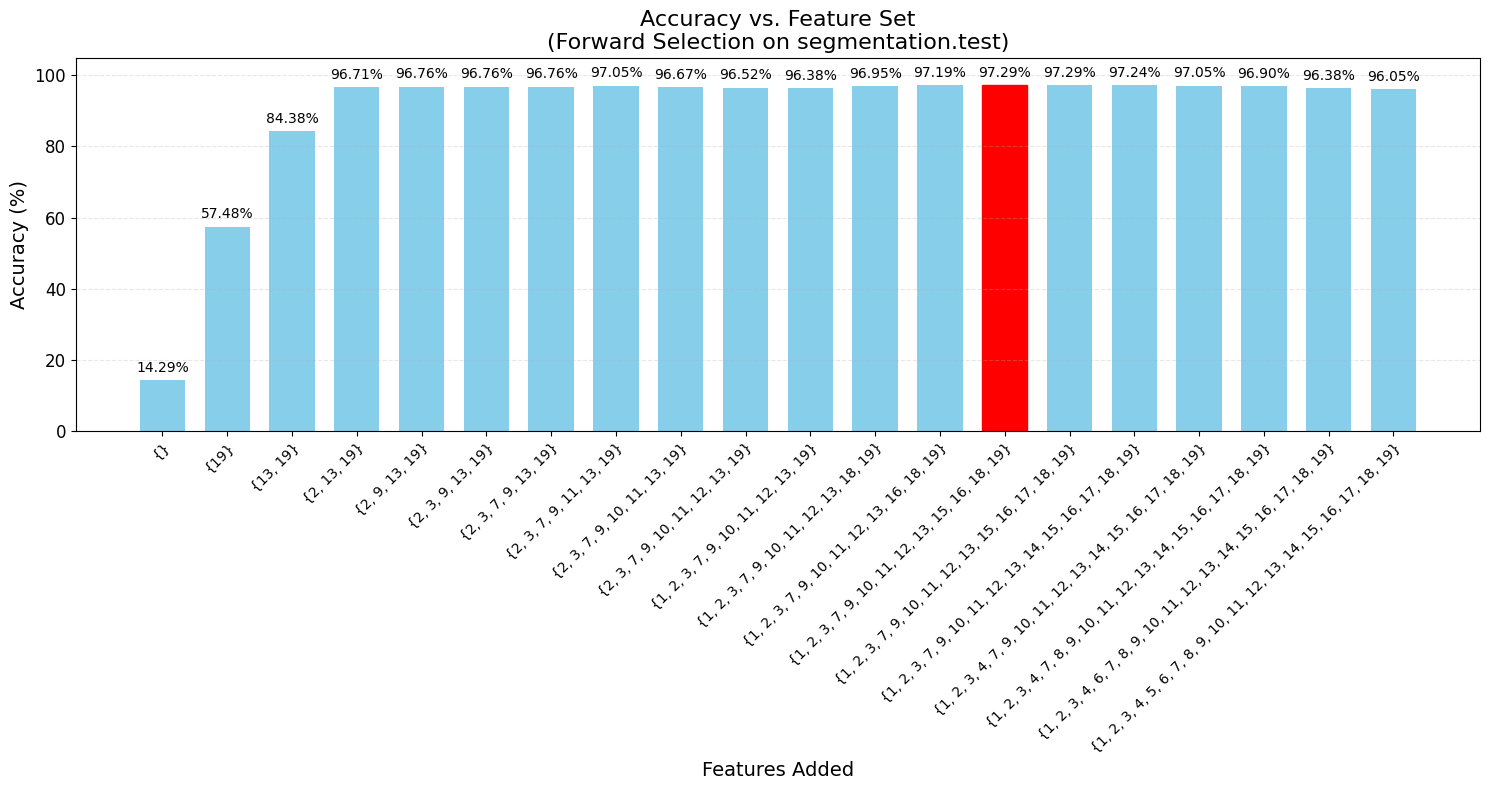 Accuracy vs. Feature Set
(Forward Selection on segmentation.test)
Accuracy (%)
100
80
60
40
20
0
14.29%
57.48%
84.38%
96.71%
96.76%
96.76%
96.76%
97.05%
96.67%
96.52%
96.38%
96.95%
97.19%
97.29%
97.29%
97.24%
97.05%
96.90%
96.38%
96.05%
{}
{19}
{13, 19}
{2, 13, 19}
{2, 9, 13, 19}
{2, 3, 9, 13, 19}
{2, 3, 7, 9, 13, 19}
{2, 3, 7, 9, 11, 13, 19}
{2, 3, 7, 9, 10, 11, 13, 19}
{2, 3, 7, 9, 10, 11, 12, 13, 19}
{1, 2, 3, 7, 9, 10, 11, 12, 13, 19}
{1, 2, 3, 7, 9, 10, 11, 12, 13, 18, 19}
{1, 2, 3, 7, 9, 10, 11, 12, 13, 16, 18, 19}
{1, 2, 3, 7, 9, 10, 11, 12, 13, 15, 16, 18, 19}
{1, 2, 3, 7, 9, 10, 11, 12, 13, 15, 16, 17, 18, 19}
{1, 2, 3, 7, 9, 10, 11, 12, 13, 14, 15, 16, 17, 18, 19}
{1, 2, 3, 4, 7, 9, 10, 11, 12, 13, 14, 15, 16, 17, 18, 19}
{1, 2, 3, 4, 7, 8, 9, 10, 11, 12, 13, 14, 15, 16, 17, 18, 19}
{1, 2, 3, 4, 6, 7, 8, 9, 10, 11, 12, 13, 14, 15, 16, 17, 18, 19}
{1, 2, 3, 4, 5, 6, 7, 8, 9, 10, 11, 12, 13, 14, 15, 16, 17, 18, 19}
Features Added